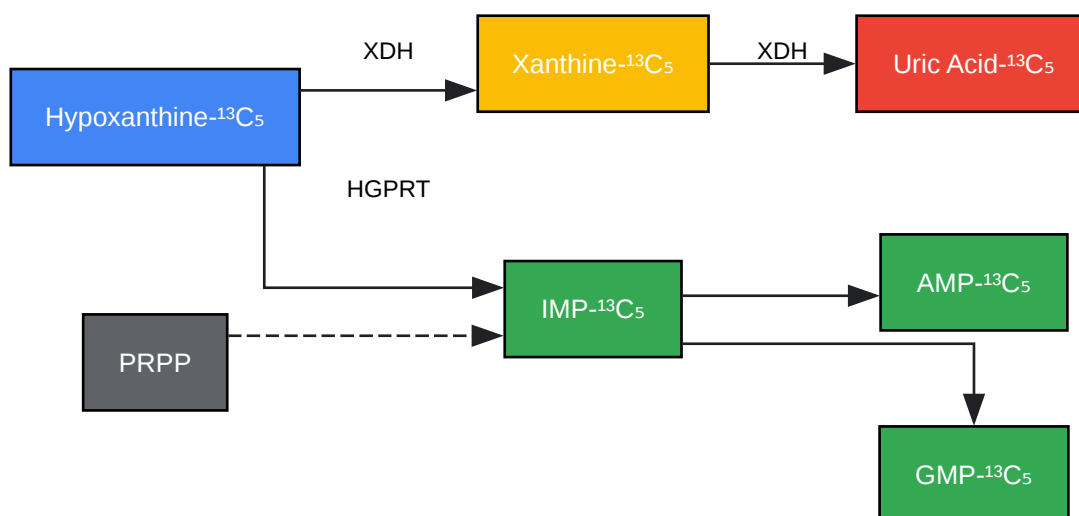 XDH
Xanthine-¹³C₅
XDH
Uric Acid-¹³C₅
Hypoxanthine-¹³C₅
HGPRT
AMP-¹³C₅
IMP-¹³C₅
PRPP
GMP-¹³C₅